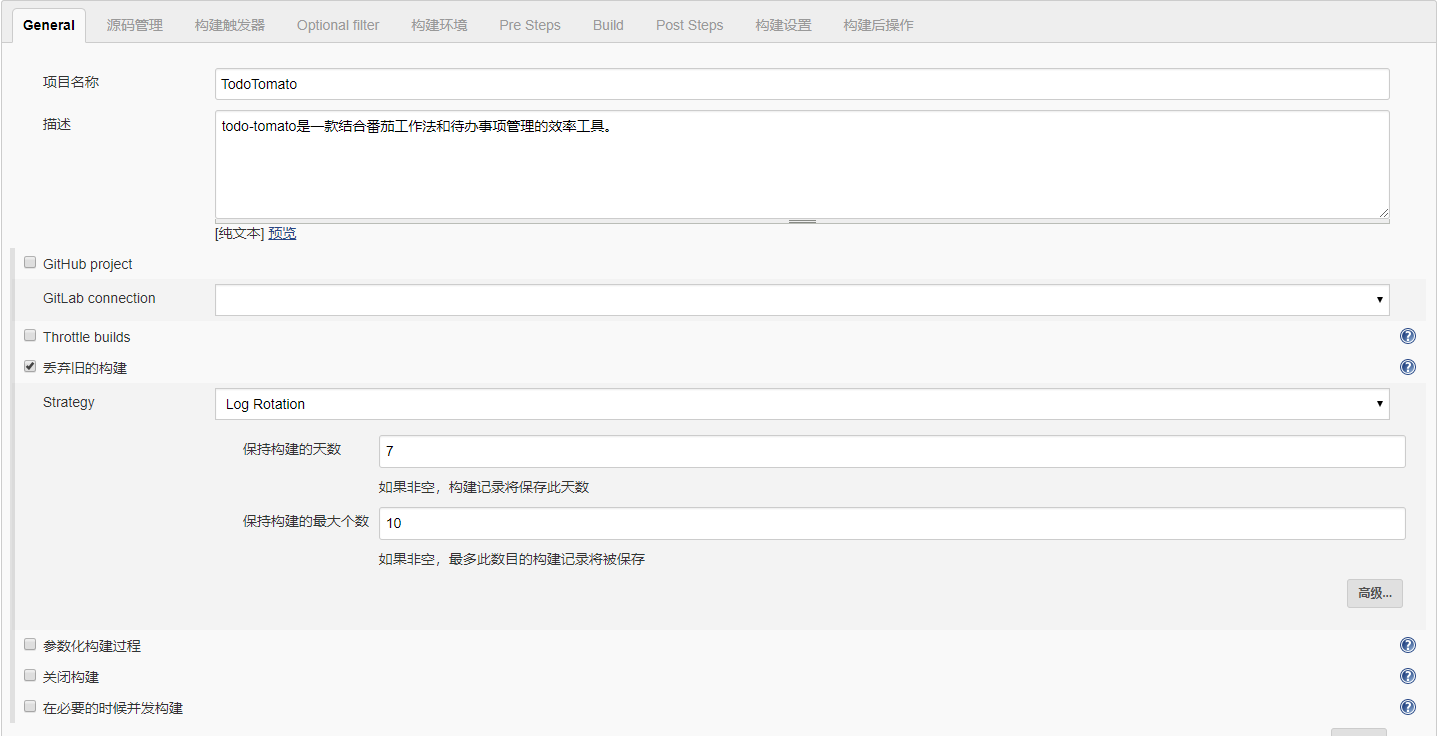 General 源码管理 构建触发器 Optional filter 构建环境 Pre Steps Build Post Steps 构建设置 构建后操作
项目名称 TodoTomato
描述 todo-tomato是一款结合番茄工作法和待办事项管理的效率工具。
[纯文本] 预览
GitHub project
GitLab connection
Throttle builds
丢弃旧的构建
Strategy Log Rotation
保持构建的天数 7
如果非空，构建记录将保存此天数
保持构建的最大个数 10
如果非空，最多此数目的构建记录将被保存
高级...
参数化构建过程
关闭构建
在必要的时候并发构建